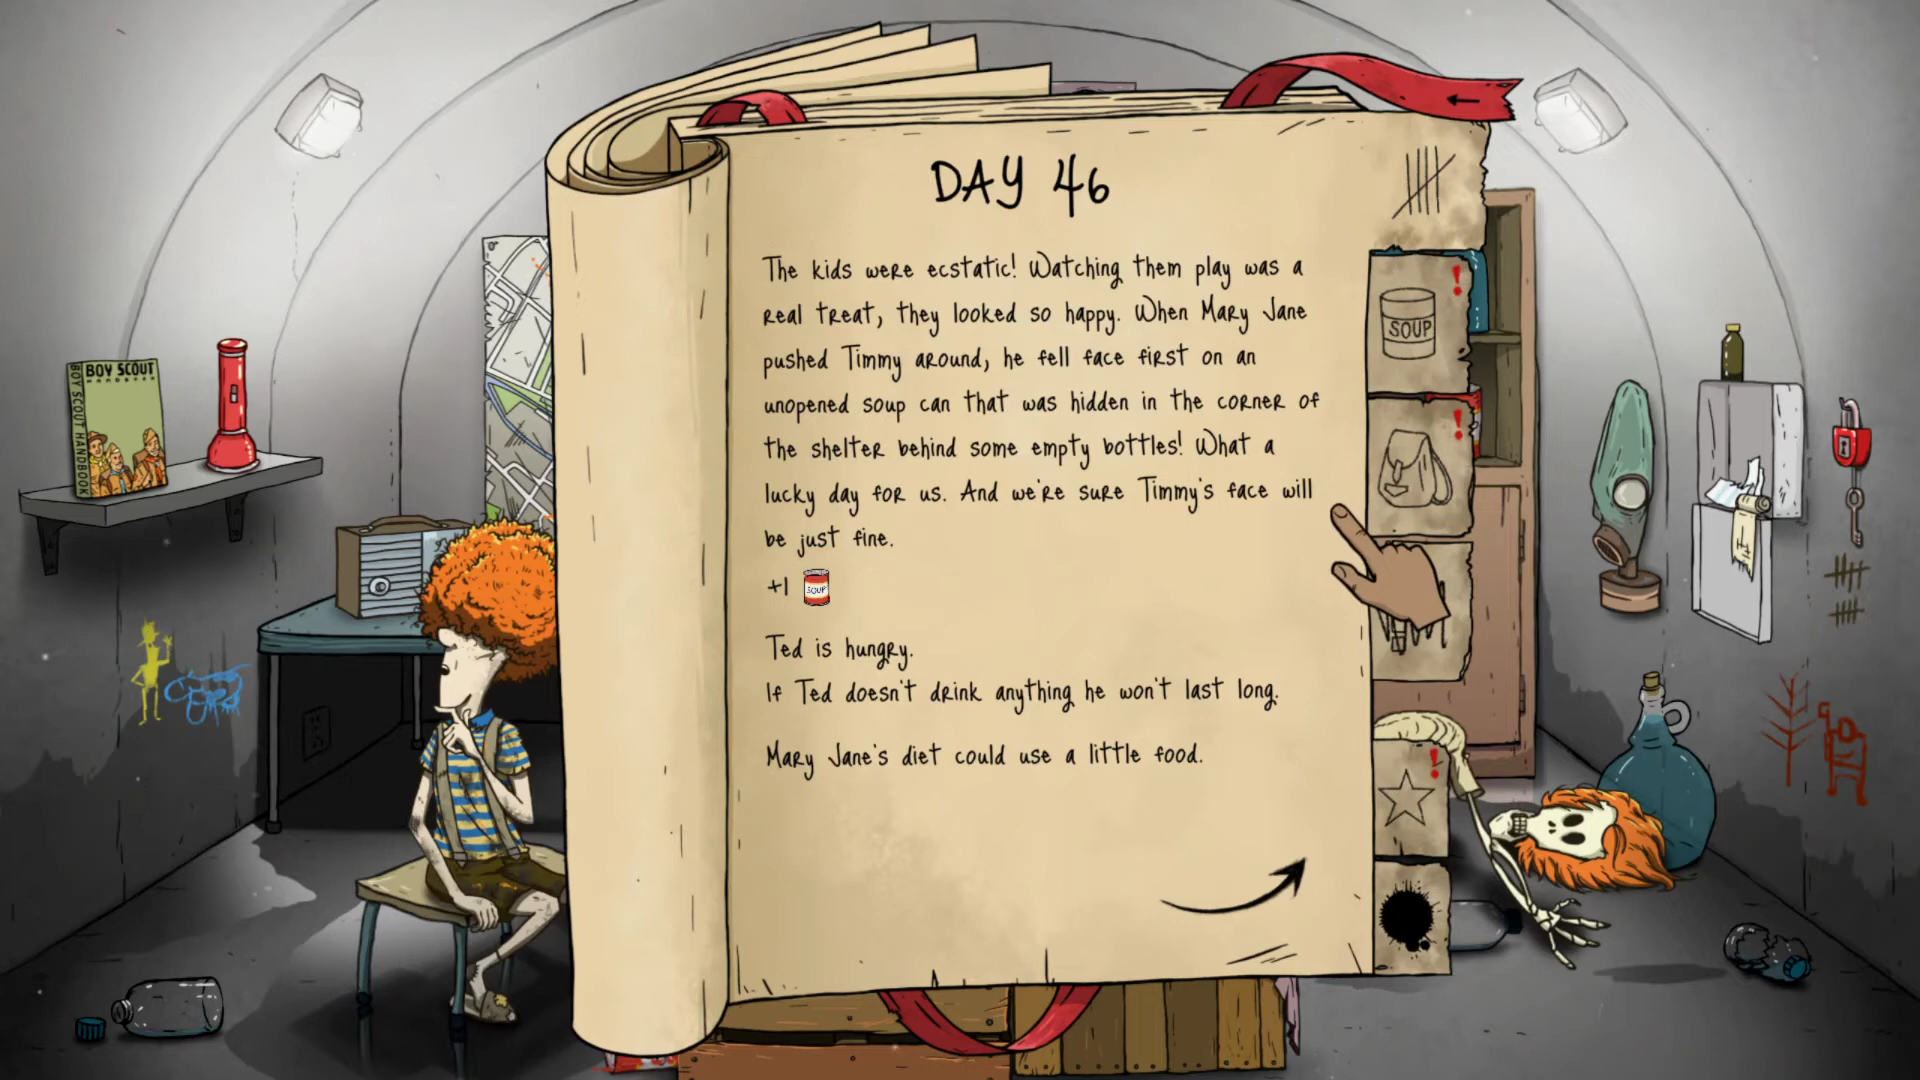 DAY 46
The kids were ecstatic! Watching them play was a
real treat, they looked so happy. When Mary Jane
pushed Timmy around, he fell face first on an
unopened soup can that was hidden in the corner of
the shelter behind some empty bottles! What a
lucky day for us. And we're sure Timmy's face will
be just fine.
+1 SOUP
Ted is hungry.
If Ted doesn't drink anything he won't last long.
Mary Jane's diet could use a little food.
SOUP
!
!
!
BOY SCOUT
HANDBOOK
BOY SCOUT HANDBOOK